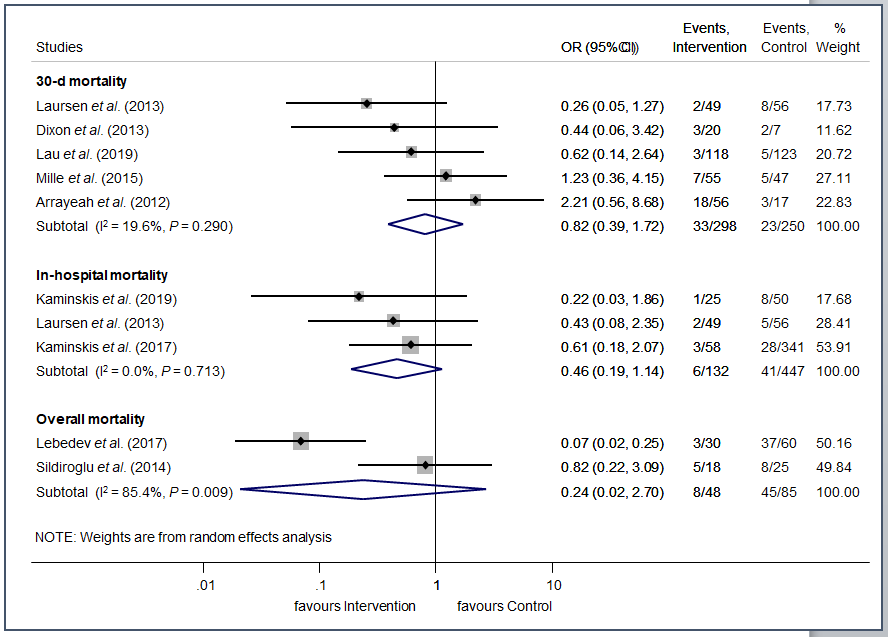 Events, Events, %
Studies OR (95%CI) Intervention Control Weight
30-d mortality
Laursen et al. (2013) 0.26 (0.05, 1.27) 2/49 8/56 17.73
Dixon et al. (2013) 0.44 (0.06, 3.42) 3/20 2/7 11.62
Lau et al. (2019) 0.62 (0.14, 2.64) 3/118 5/123 20.72
Mille et al. (2015) 1.23 (0.36, 4.15) 7/55 5/47 27.11
Arrayeah et al. (2012) 2.21 (0.56, 8.68) 18/56 3/17 22.83
Subtotal (I² = 19.6%, P = 0.290) 0.82 (0.39, 1.72) 33/298 23/250 100.00
In-hospital mortality
Kaminskis et al. (2019) 0.22 (0.03, 1.86) 1/25 8/50 17.68
Laursen et al. (2013) 0.43 (0.08, 2.35) 2/49 5/56 28.41
Kaminskis et al. (2017) 0.61 (0.18, 2.07) 3/58 28/341 53.91
Subtotal (I² = 0.0%, P = 0.713) 0.46 (0.19, 1.14) 6/132 41/447 100.00
Overall mortality
Lebedev et al. (2017) 0.07 (0.02, 0.25) 3/30 37/60 50.16
Sildiroglu et al. (2014) 0.82 (0.22, 3.09) 5/18 8/25 49.84
Subtotal (I² = 85.4%, P = 0.009) 0.24 (0.02, 2.70) 8/48 45/85 100.00
NOTE: Weights are from random effects analysis
.01 .1 1 10
favours Intervention favours Control